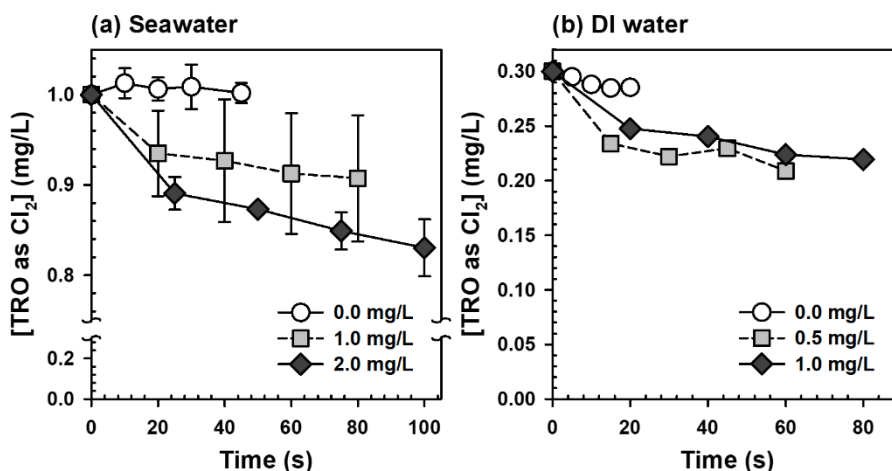 (a) Seawater
[TRO as Cl₂] (mg/L)
1.0
0.9
0.8
0.2
0.0
0
20
40
60
80
100
Time (s)
0.0 mg/L
1.0 mg/L
2.0 mg/L
(b) DI water
[TRO as Cl₂] (mg/L)
0.30
0.25
0.20
0.15
0.10
0.05
0.00
0
20
40
60
80
Time (s)
0.0 mg/L
0.5 mg/L
1.0 mg/L